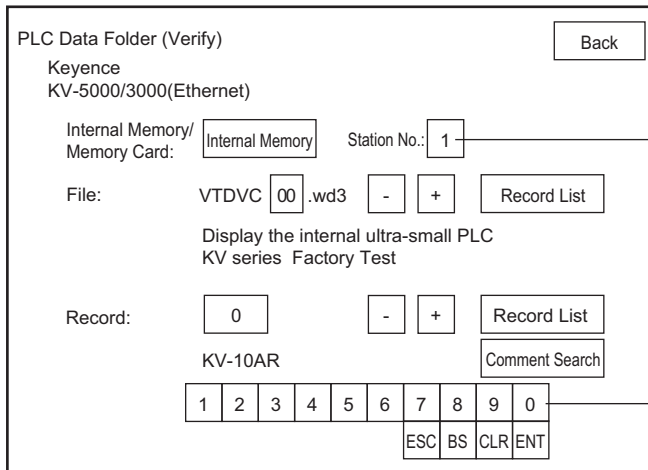 PLC Data Folder (Verify)
Back
Keyence
KV-5000/3000(Ethernet)
Internal Memory/
Memory Card:
Internal Memory
Station No.: 1
File: VTDVC 00 .wd3 - + Record List
Display the internal ultra-small PLC
KV series Factory Test
Record: 0 - + Record List
KV-10AR Comment Search
1 2 3 4 5 6 7 8 9 0
ESC BS CLR ENT